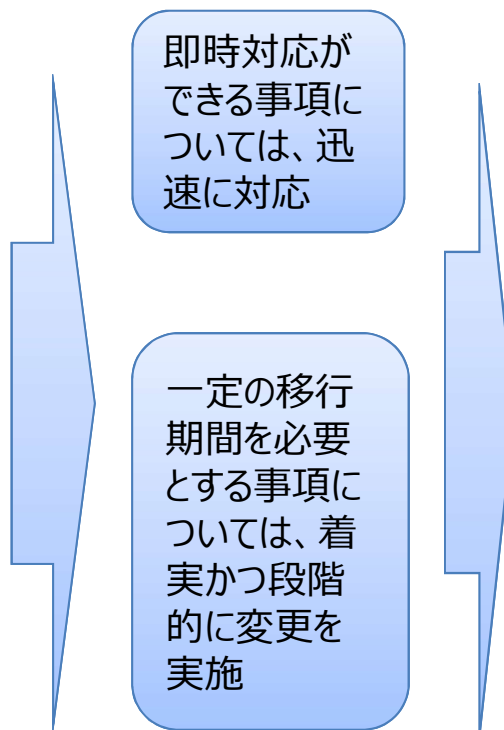 即時対応が
できる事項に
ついては、迅
速に対応
一定の移行
期間を必要
とする事項に
ついては、着
実かつ段階
的に変更を
実施